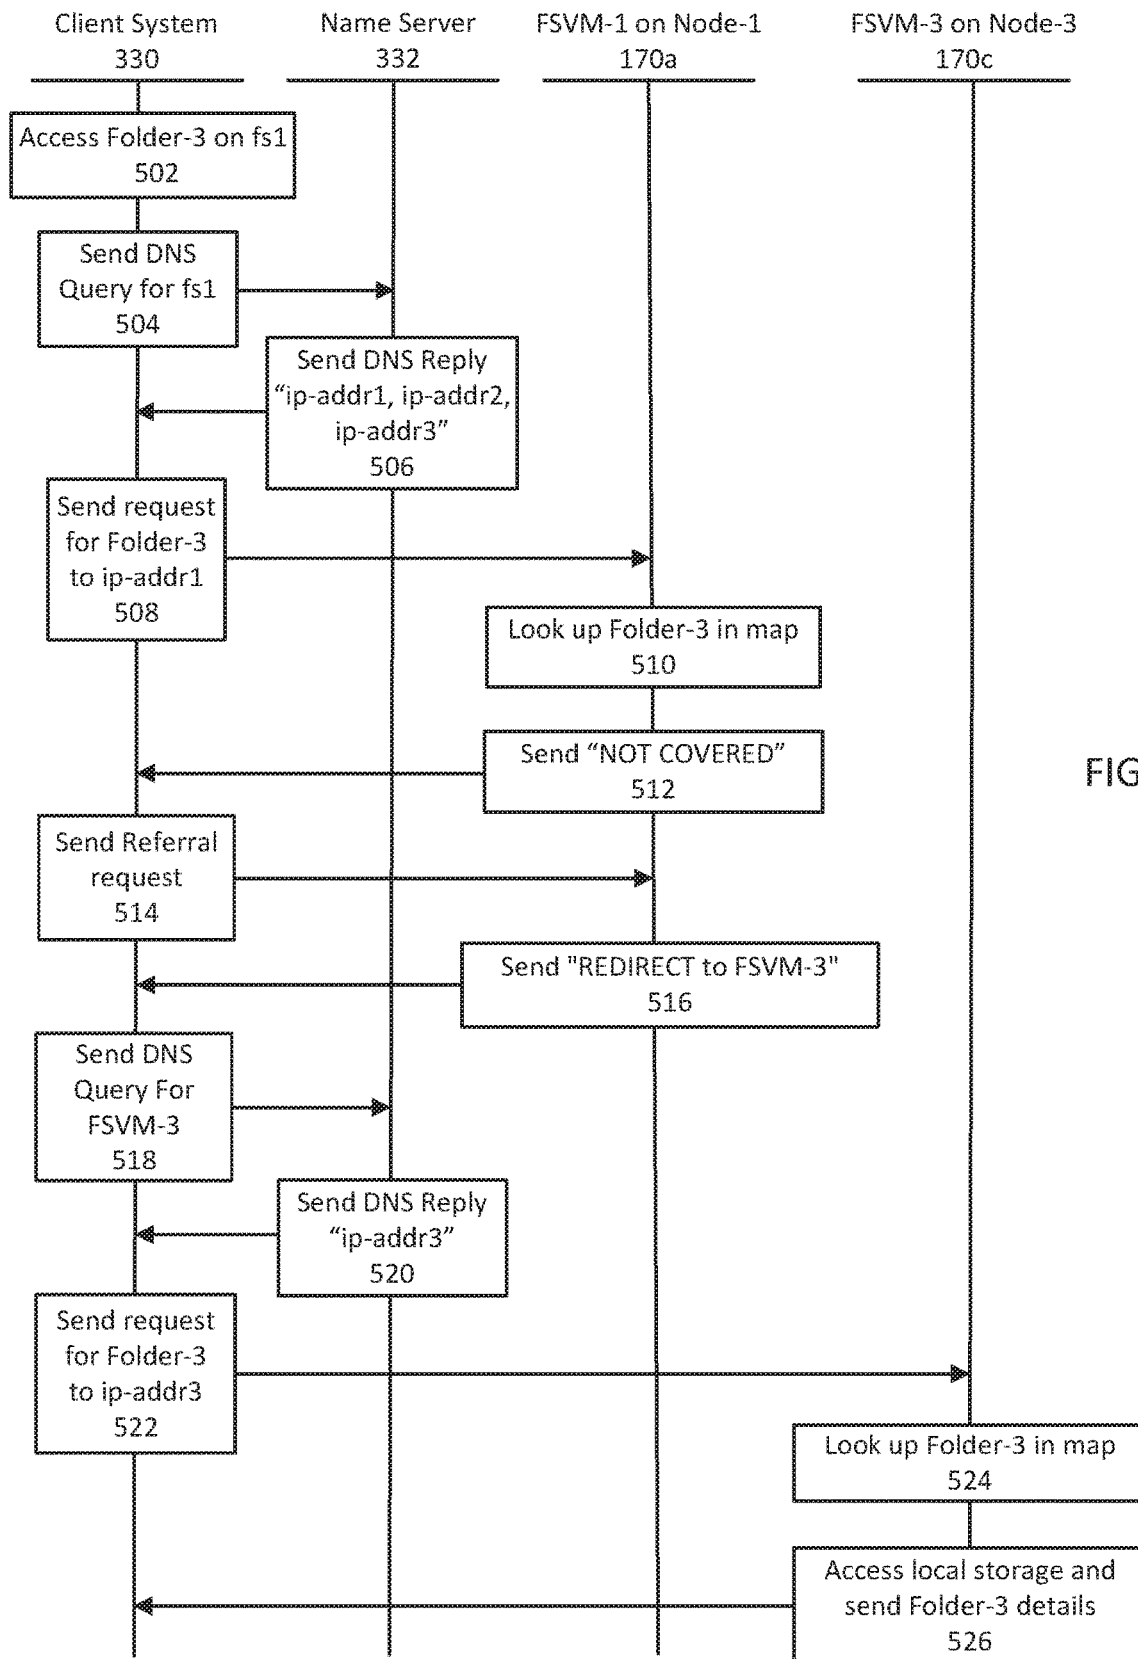 Client System
330
Name Server
332
FSVM-1 on Node-1
170a
FSVM-3 on Node-3
170c
Access Folder-3 on fs1
502
Send DNS
Query for fs1
504
Send DNS Reply
“ip-addr1, ip-addr2,
ip-addr3”
506
Send request
for Folder-3
to ip-addr1
508
Look up Folder-3 in map
510
Send “NOT COVERED”
512
FIG
Send Referral
request
514
Send "REDIRECT to FSVM-3"
516
Send DNS
Query For
FSVM-3
518
Send DNS Reply
“ip-addr3”
520
Send request
for Folder-3
to ip-addr3
522
Look up Folder-3 in map
524
Access local storage and
send Folder-3 details
526